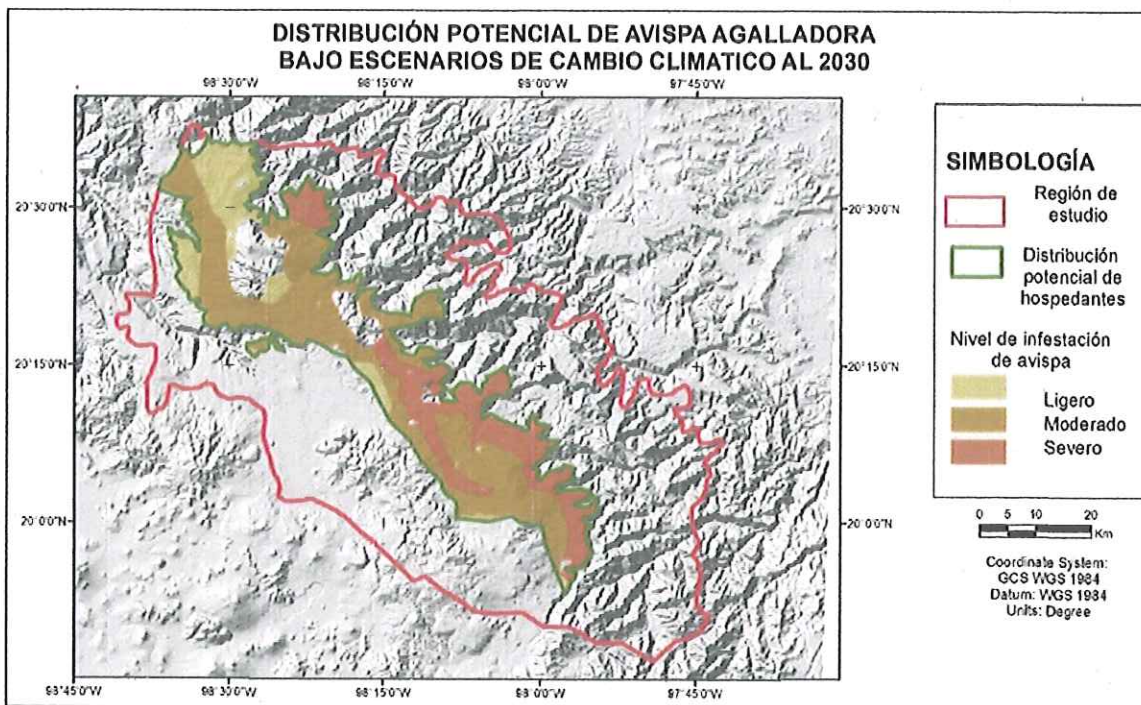 DISTRIBUCIÓN POTENCIAL DE AVISPA AGALLADORA
BAJO ESCENARIOS DE CAMBIO CLIMATICO AL 2030
98°30'0"W 98°15'0"W 98°0'0"W 97°45'0"W
20°30'0"N 20°30'0"N
20°15'0"N 20°15'0"N
20°0'0"N 20°0'0"N
98°45'0"W 98°30'0"W 98°15'0"W 98°0'0"W 97°45'0"W
SIMBOLOGÍA
Región de
estudio
Distribución
potencial de
hospedantes
Nivel de infestación
de avispa
Ligero
Moderado
Severo
0 5 10 20
Km
Coordinate System:
GCS WGS 1984
Datum: WGS 1984
Units: Degree